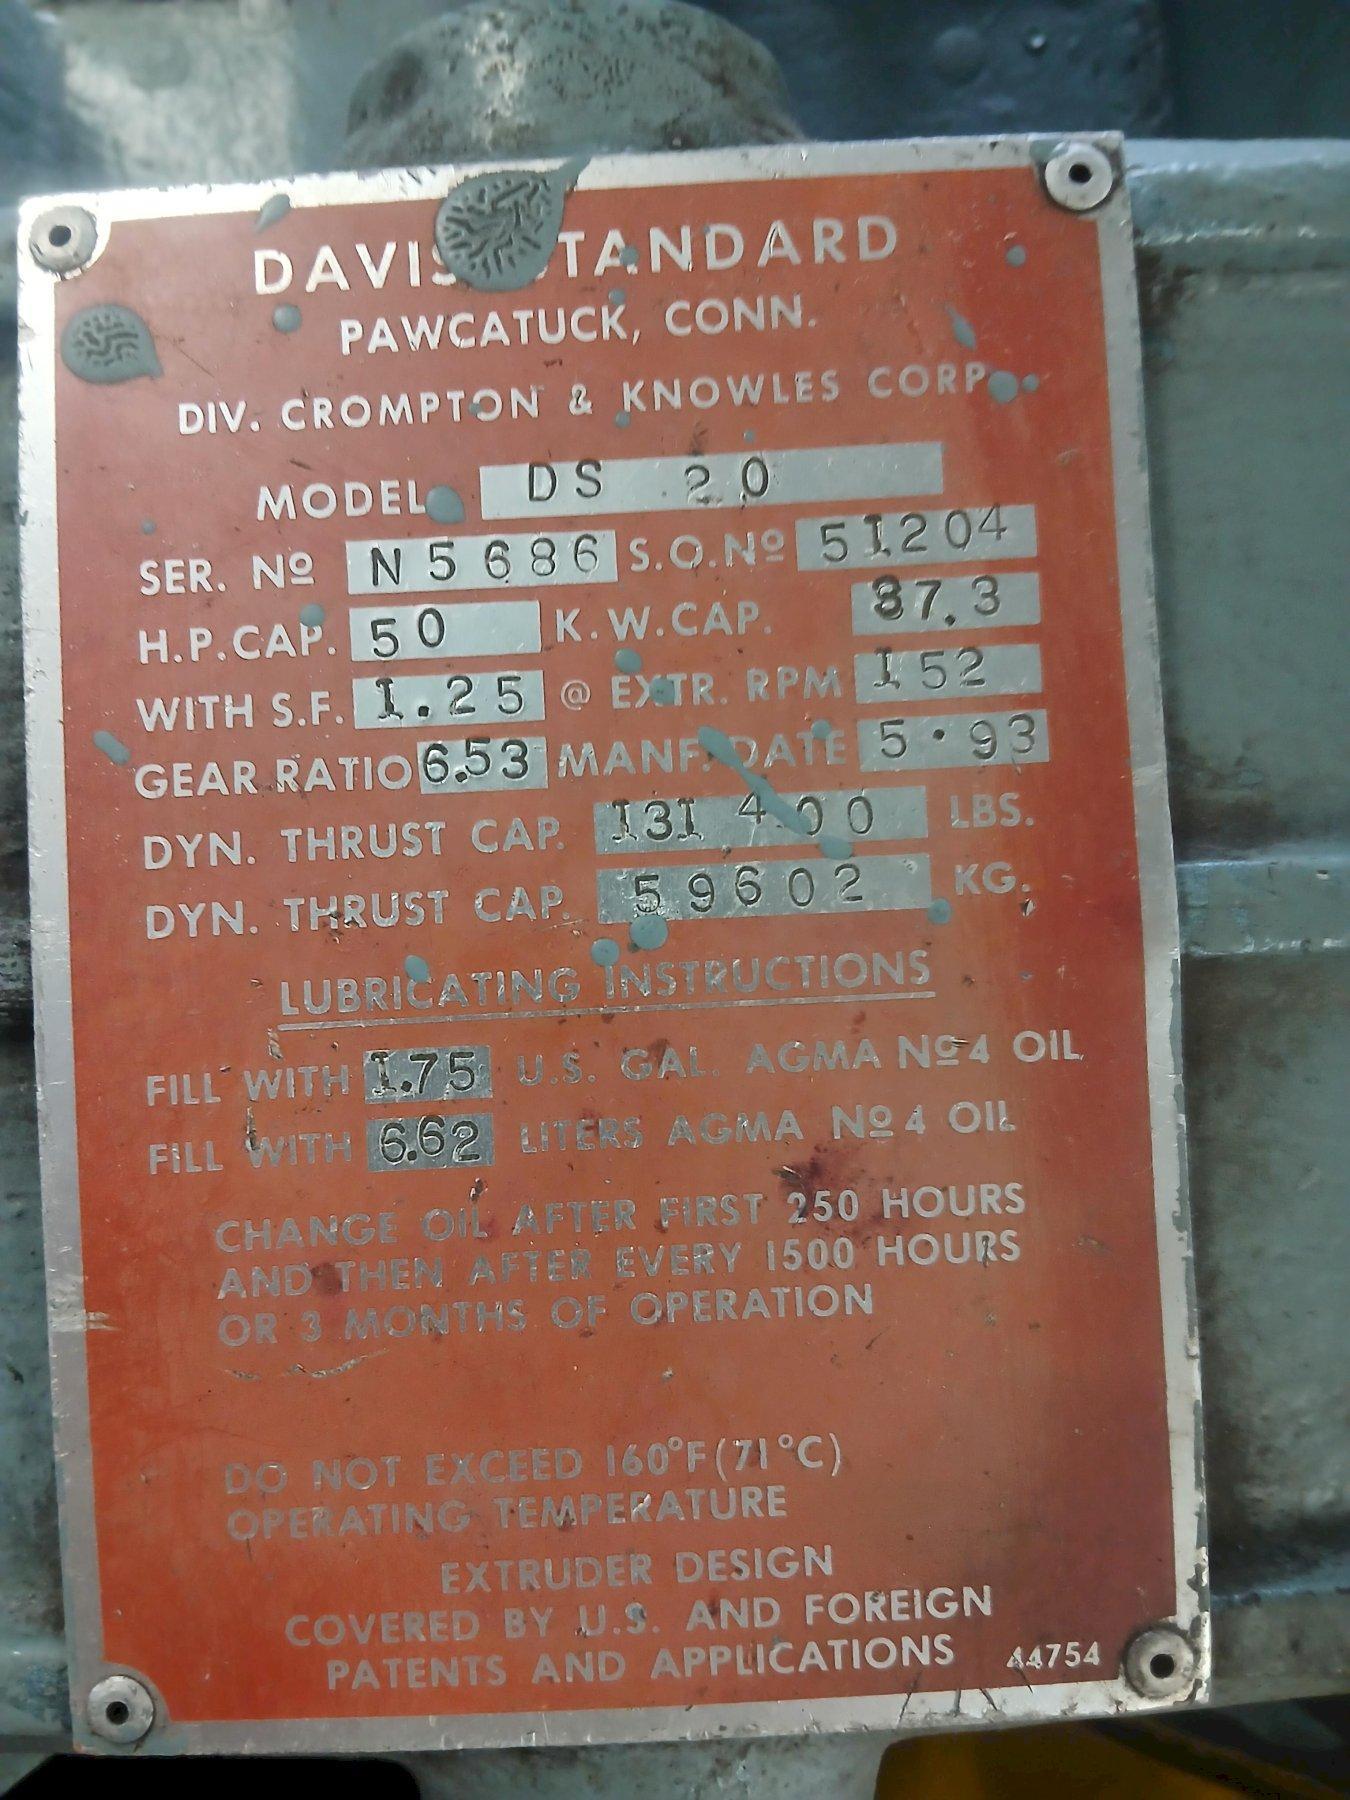 DAVIS STANDARD
PAWCATUCK, CONN.
DIV. CROMPTON & KNOWLES CORP.
MODEL DS 20
SER. Nº N5686 S.O.Nº 51204
H.P.CAP. 50 K.W.CAP. 37.3
WITH S.F. 1.25 @ EXTR. RPM 152
GEAR RATIO 6.53 MANF. DATE 5·93
DYN. THRUST CAP. 131 400 LBS.
DYN. THRUST CAP. 59602 KG.
LUBRICATING INSTRUCTIONS
FILL WITH 1.75 U.S. GAL. AGMA Nº4 OIL
FILL WITH 6.62 LITERS AGMA Nº4 OIL
CHANGE OIL AFTER FIRST 250 HOURS
AND THEN AFTER EVERY 1500 HOURS
OR 3 MONTHS OF OPERATION
DO NOT EXCEED 160°F(71°C)
OPERATING TEMPERATURE
EXTRUDER DESIGN
COVERED BY U.S. AND FOREIGN
PATENTS AND APPLICATIONS 44754